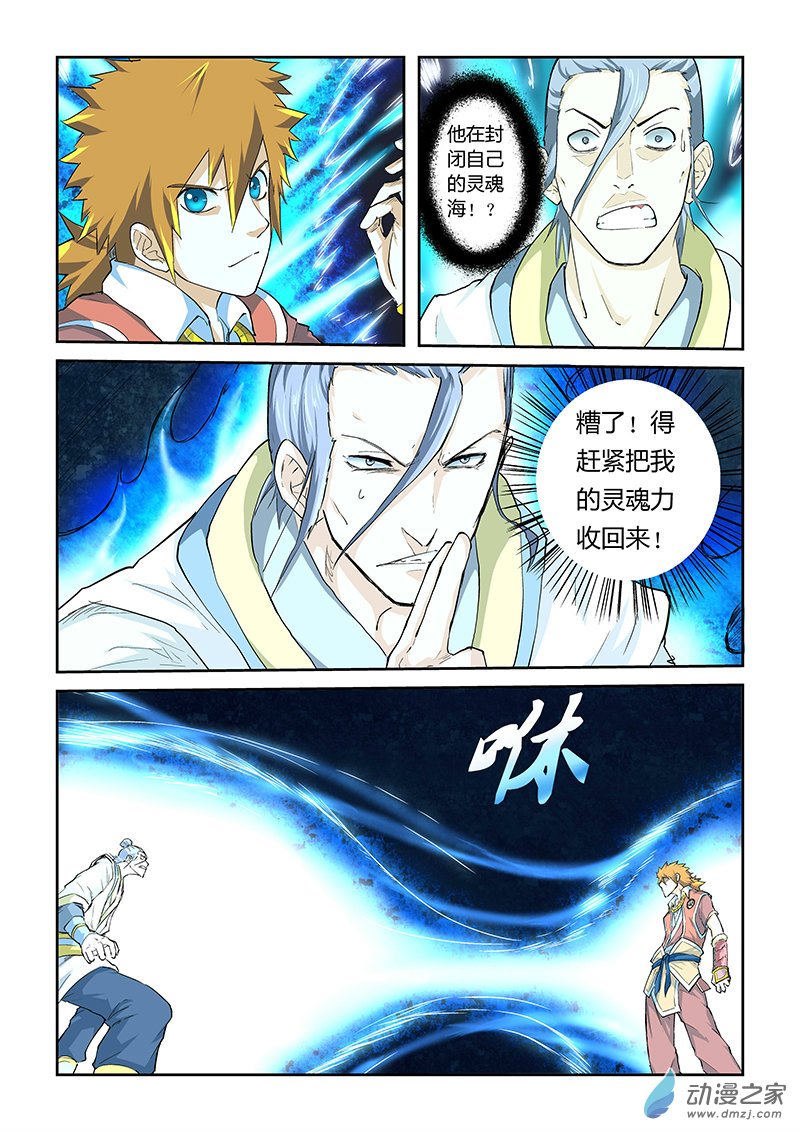 他在封
闭自己
的灵魂
海！？
糟了！得
赶紧把我
的灵魂力
收回来！
咻
动漫之家
www.dmzj.com